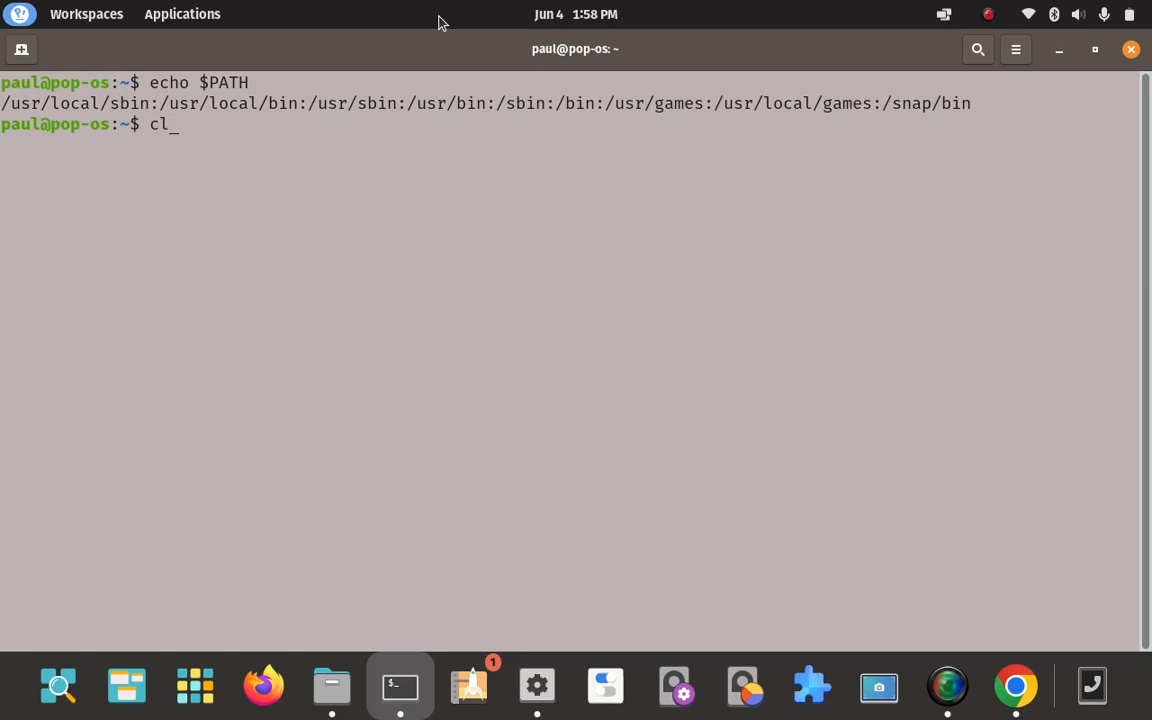 Workspaces Applications Jun 4 1:58 PM
paul@pop-os: ~
paul@pop-os:~$ echo $PATH
/usr/local/sbin:/usr/local/bin:/usr/sbin:/usr/bin:/sbin:/bin:/usr/games:/usr/local/games:/snap/bin
paul@pop-os:~$ cl_
$_
1